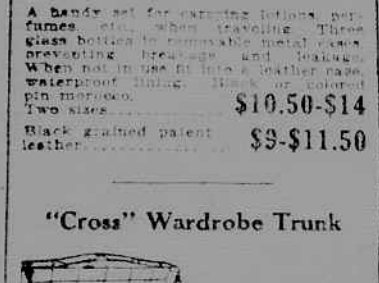 A handy set for carrying lotions, per-
fumes etc., when traveling. Three
glass bottles in removable metal cases
preventing breakage and leakage.
When not in use fit into a leather case,
waterproof lining. Black or colored
pin morocco.
Two sizes.......... $10.50-$14
Black grained patent
leather.............. $9-$11.50
"Cross" Wardrobe Trunk